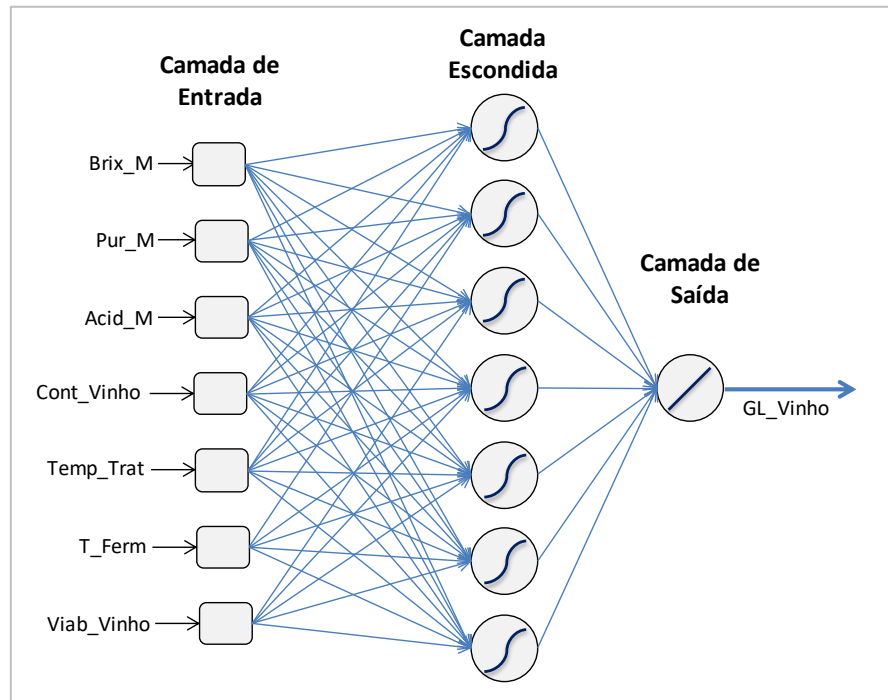 Camada de
Entrada
Camada
Escondida
Camada de
Saída
Brix_M
Pur_M
Acid_M
Cont_Vinho
Temp_Trat
T_Ferm
Viab_Vinho
GL_Vinho